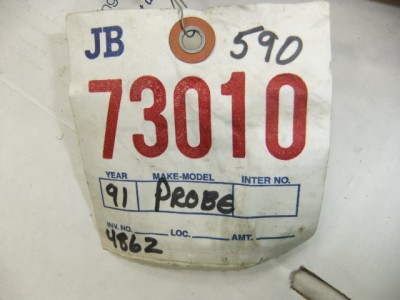 JB 590
73010
YEAR MAKE-MODEL INTER NO.
91 PROBE
INV. NO. LOC. AMT.
4862